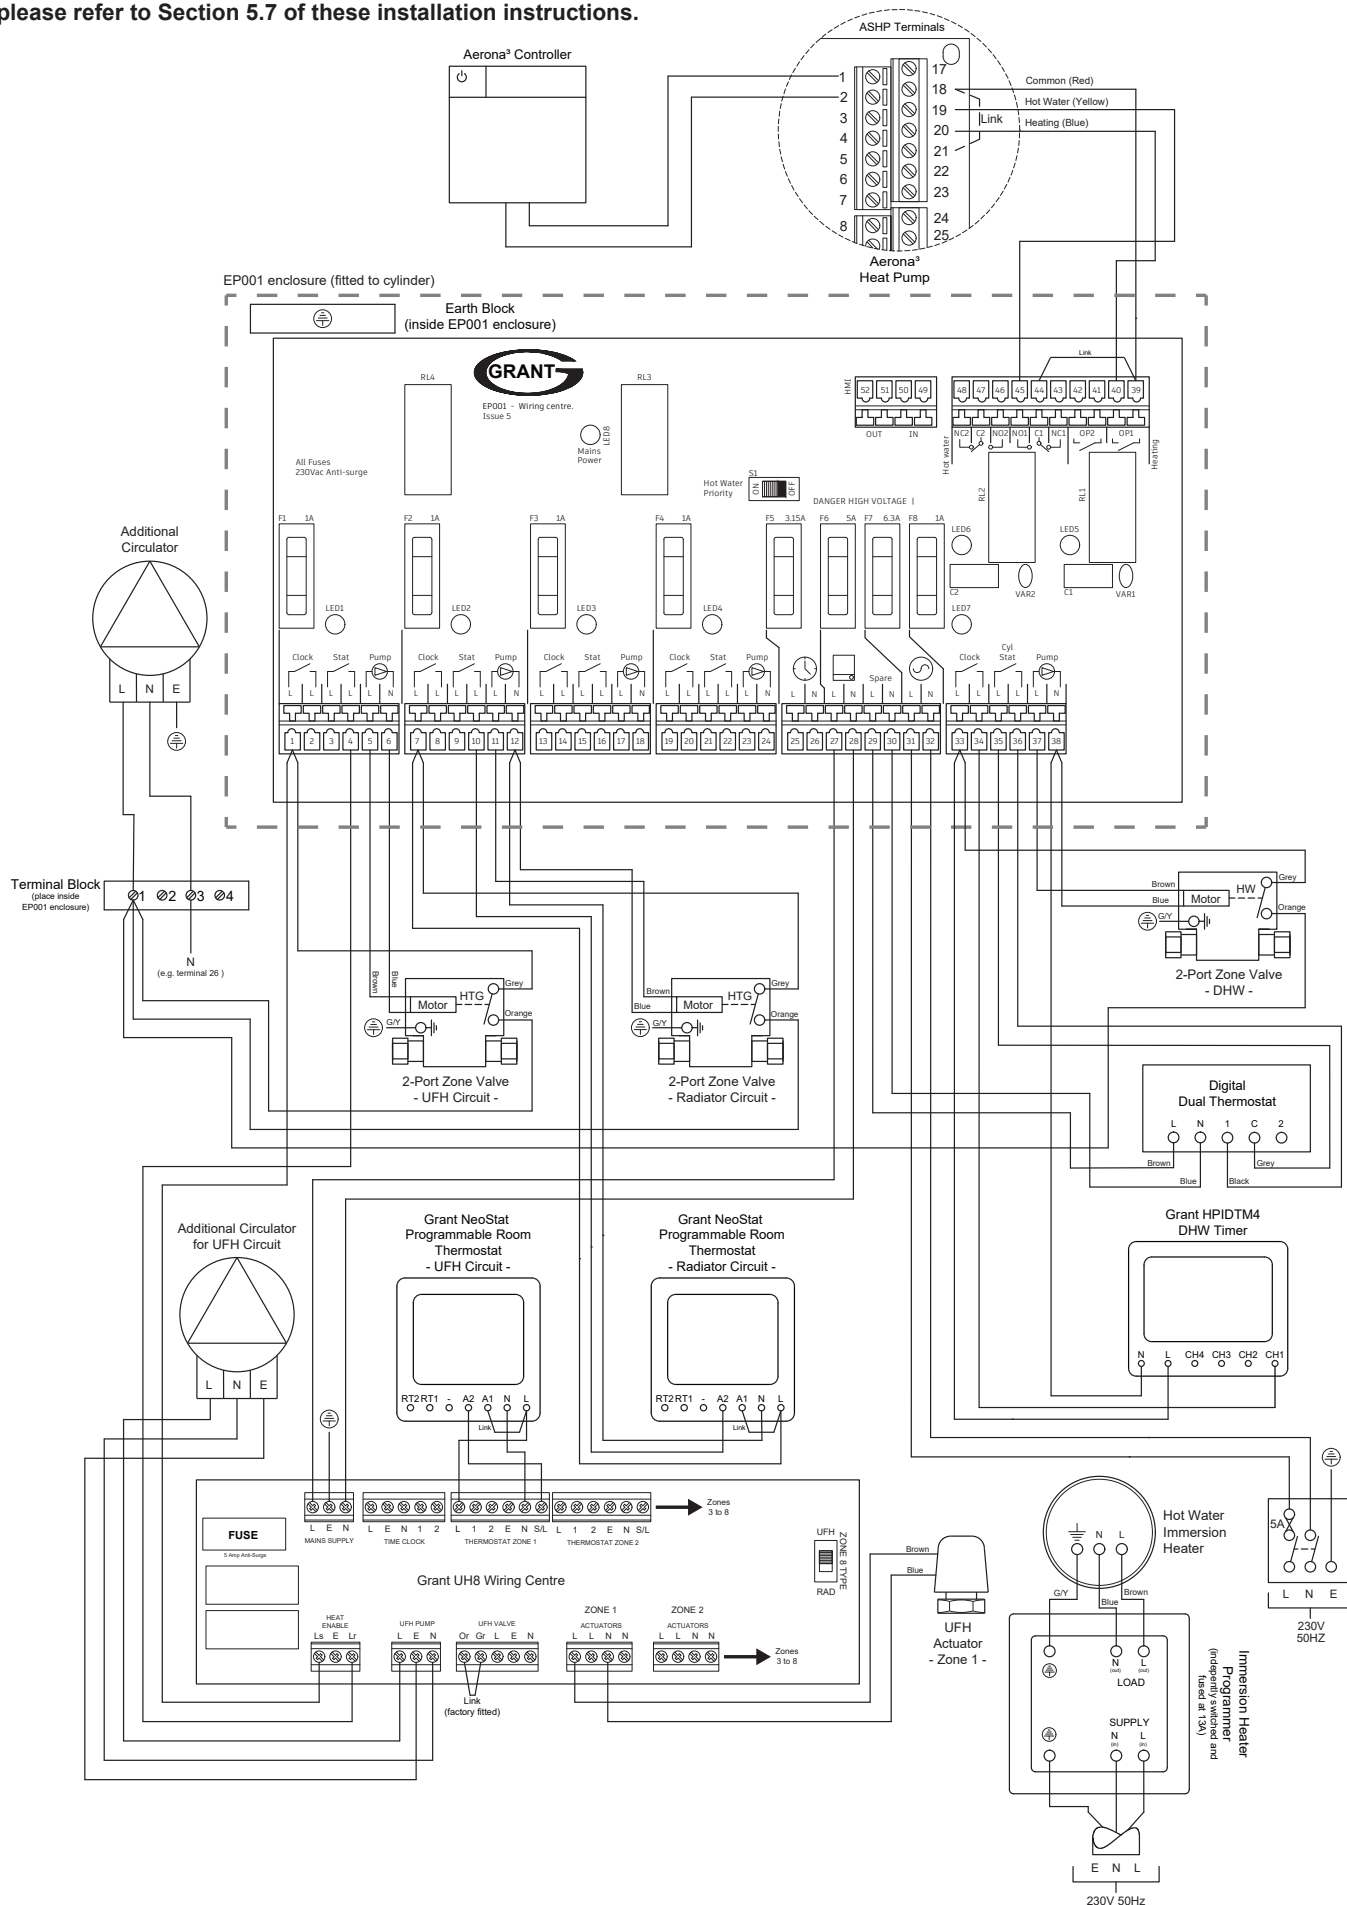 please refer to Section 5.7 of these installation instructions.
ASHP Terminals
Aerona³ Controller
1
2
3
4
5
6
7
8
17
18
19
20
21
22
23
24
25
Common (Red)
Hot Water (Yellow)
Link
Heating (Blue)
Aerona³
Heat Pump
EP001 enclosure (fitted to cylinder)
Earth Block
(inside EP001 enclosure)
GRANT
EP001 - Wiring centre.
Issue 5
RL4
RL3
LED8
Mains
Power
All Fuses
230Vac Anti-surge
S1
Hot Water
Priority
ON
OFF
HMI
52 51 50 49
OUT IN
Link
48 47 46 45 44 43 42 41 40 39
NC2 C2 NO2 NO1 C1 NC1 OP2 OP1
Hot water
Heating
RL2
RL1
DANGER HIGH VOLTAGE !
F1 1A
F2 1A
F3 1A
F4 1A
F5 3.15A
F6 5A
F7 6.3A
F8 1A
LED6
LED5
C2
VAR2
C1
VAR1
LED1
LED2
LED3
LED4
LED7
Clock Stat Pump
Clock Stat Pump
Clock Stat Pump
Clock Stat Pump
Spare
Clock Cyl Stat Pump
L L L L L N
L L L L L N
L L L L L N
L L L L L N
L N L N L N L N
L L L L L N
1 2 3 4 5 6
7 8 9 10 11 12
13 14 15 16 17 18
19 20 21 22 23 24
25 26 27 28 29 30 31 32
33 34 35 36 37 38
Additional
Circulator
L N E
Terminal Block
(place inside
EP001 enclosure)
1 2 3 4
N
(e.g. terminal 26 )
Brown
Blue
Motor
HTG
Grey
Orange
G/Y
2-Port Zone Valve
- UFH Circuit -
Brown
Blue
Motor
HTG
Grey
Orange
G/Y
2-Port Zone Valve
- Radiator Circuit -
Brown
Blue
Motor
HW
Grey
Orange
G/Y
2-Port Zone Valve
- DHW -
Digital
Dual Thermostat
L N 1 C 2
Brown
Blue
Black
Grey
Grant HPIDTM4
DHW Timer
N L CH4 CH3 CH2 CH1
Additional Circulator
for UFH Circuit
L N E
Grant NeoStat
Programmable Room
Thermostat
- UFH Circuit -
RT2 RT1 - A2 A1 N L
Link
Grant NeoStat
Programmable Room
Thermostat
- Radiator Circuit -
RT2 RT1 - A2 A1 N L
Link
FUSE
5 Amp Anti-Surge
L E N
MAINS SUPPLY
L E N 1 2
TIME CLOCK
L 1 2 E N S/L
THERMOSTAT ZONE 1
L 1 2 E N S/L
THERMOSTAT ZONE 2
Zones
3 to 8
Grant UH8 Wiring Centre
UFH
RAD
ZONE 8 TYPE
HEAT
ENABLE
Ls E Lr
UFH PUMP
L E N
UFH VALVE
Or Gr L E N
Link
(factory fitted)
ZONE 1
ACTUATORS
L L N N
ZONE 2
ACTUATORS
L L N N
Zones
3 to 8
Brown
Blue
UFH
Actuator
- Zone 1 -
Hot Water
Immersion
Heater
N L
G/Y
Blue
Brown
N
(out)
L
(out)
LOAD
SUPPLY
N
(in)
L
(in)
Immersion Heater
Programmer
(indepently switched and
fused at 13A)
E N L
230V 50Hz
5A
L N E
230V
50HZ